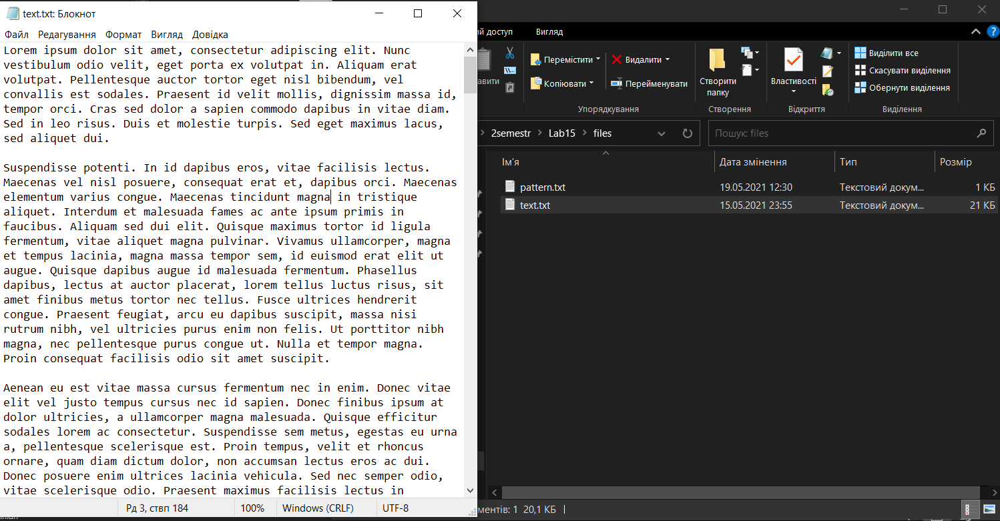 text.txt: Блокнот
Файл Редагування Формат Вигляд Довідка
Lorem ipsum dolor sit amet, consectetur adipiscing elit. Nunc
vestibulum odio velit, eget porta ex volutpat in. Aliquam erat
volutpat. Pellentesque auctor tortor eget nisl bibendum, vel
convallis est sodales. Praesent id velit mollis, dignissim massa id,
tempor orci. Cras sed dolor a sapien commodo dapibus in vitae diam.
Sed in leo risus. Duis et molestie turpis. Sed eget maximus lacus,
sed aliquet dui.
Suspendisse potenti. In id dapibus eros, vitae facilisis lectus.
Maecenas vel nisl posuere, consequat erat et, dapibus orci. Maecenas
elementum varius congue. Maecenas tincidunt magna in tristique
aliquet. Interdum et malesuada fames ac ante ipsum primis in
faucibus. Aliquam sed dui elit. Quisque maximus tortor id ligula
fermentum, vitae aliquet magna pulvinar. Vivamus ullamcorper, magna
et tempus lacinia, magna massa tempor sem, id euismod erat elit ut
augue. Quisque dapibus augue id malesuada fermentum. Phasellus
dapibus, lectus at auctor placerat, lorem tellus luctus risus, sit
amet finibus metus tortor nec tellus. Fusce ultrices hendrerit
congue. Praesent feugiat, arcu eu dapibus suscipit, massa nisi
rutrum nibh, vel ultricies purus enim non felis. Ut porttitor nibh
magna, nec pellentesque purus congue ut. Nulla et tempor magna.
Proin consequat facilisis odio sit amet suscipit.
Aenean eu est vitae massa cursus fermentum nec in enim. Donec vitae
elit vel justo tempus cursus nec id sapien. Donec finibus ipsum at
dolor ultricies, a ullamcorper magna malesuada. Quisque efficitur
sodales lorem ac consectetur. Suspendisse sem metus, egestas eu urna
a, pellentesque scelerisque est. Proin tempus, velit et rhoncus
ornare, quam diam dictum dolor, non accumsan lectus eros ac dui.
Donec posuere enim ultrices lacinia vehicula. Sed nec semper odio,
vitae scelerisque odio. Praesent maximus facilisis lectus in
Рд 3, ствп 184 100% Windows (CRLF) UTF-8
ий доступ Вигляд
Перемістити
Копіювати
Видалити
Перейменувати
Упорядкування
Створити
папку
Створення
Властивості
Відкриття
Виділити все
Скасувати виділення
Обернути виділення
Виділення
2semestr Lab15 files
Пошук: files
Ім’я Дата змінення Тип Розмір
pattern.txt 19.05.2021 12:30 Текстовий докум... 1 КБ
text.txt 15.05.2021 23:55 Текстовий докум... 21 КБ
ментів: 1 20,1 КБ